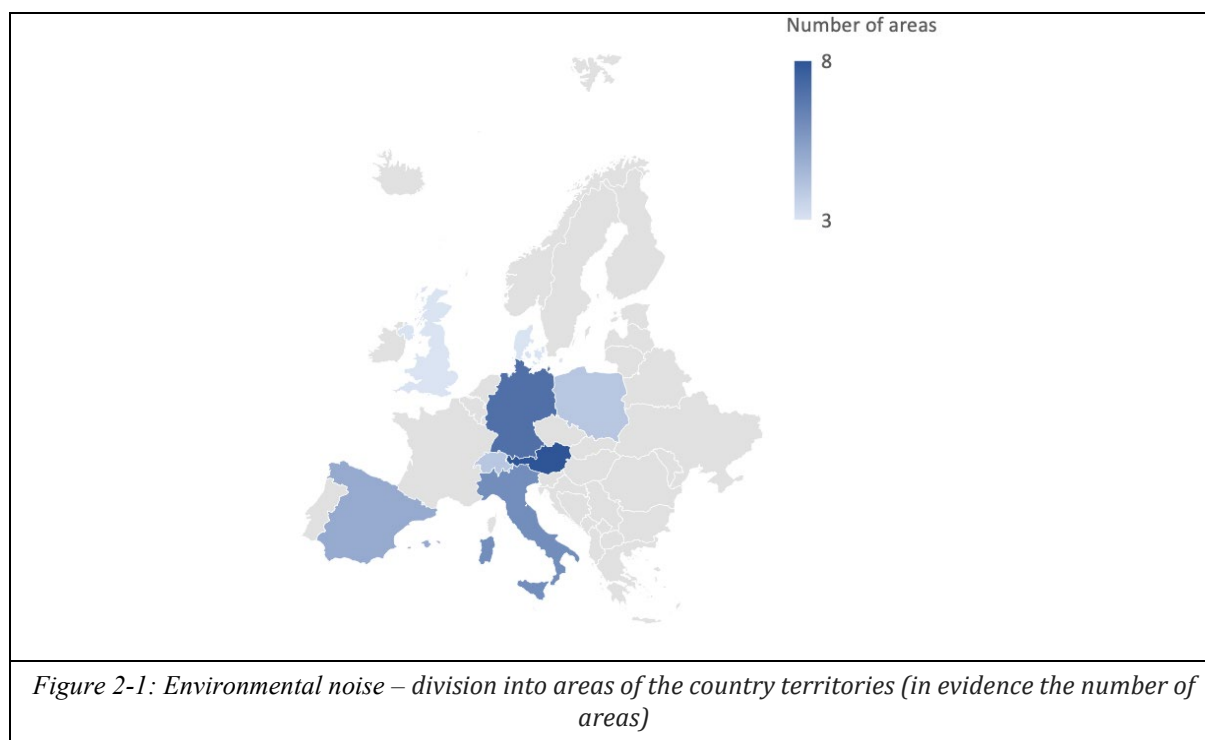 Number of areas
8
3
Figure 2-1: Environmental noise – division into areas of the country territories (in evidence the number of
areas)